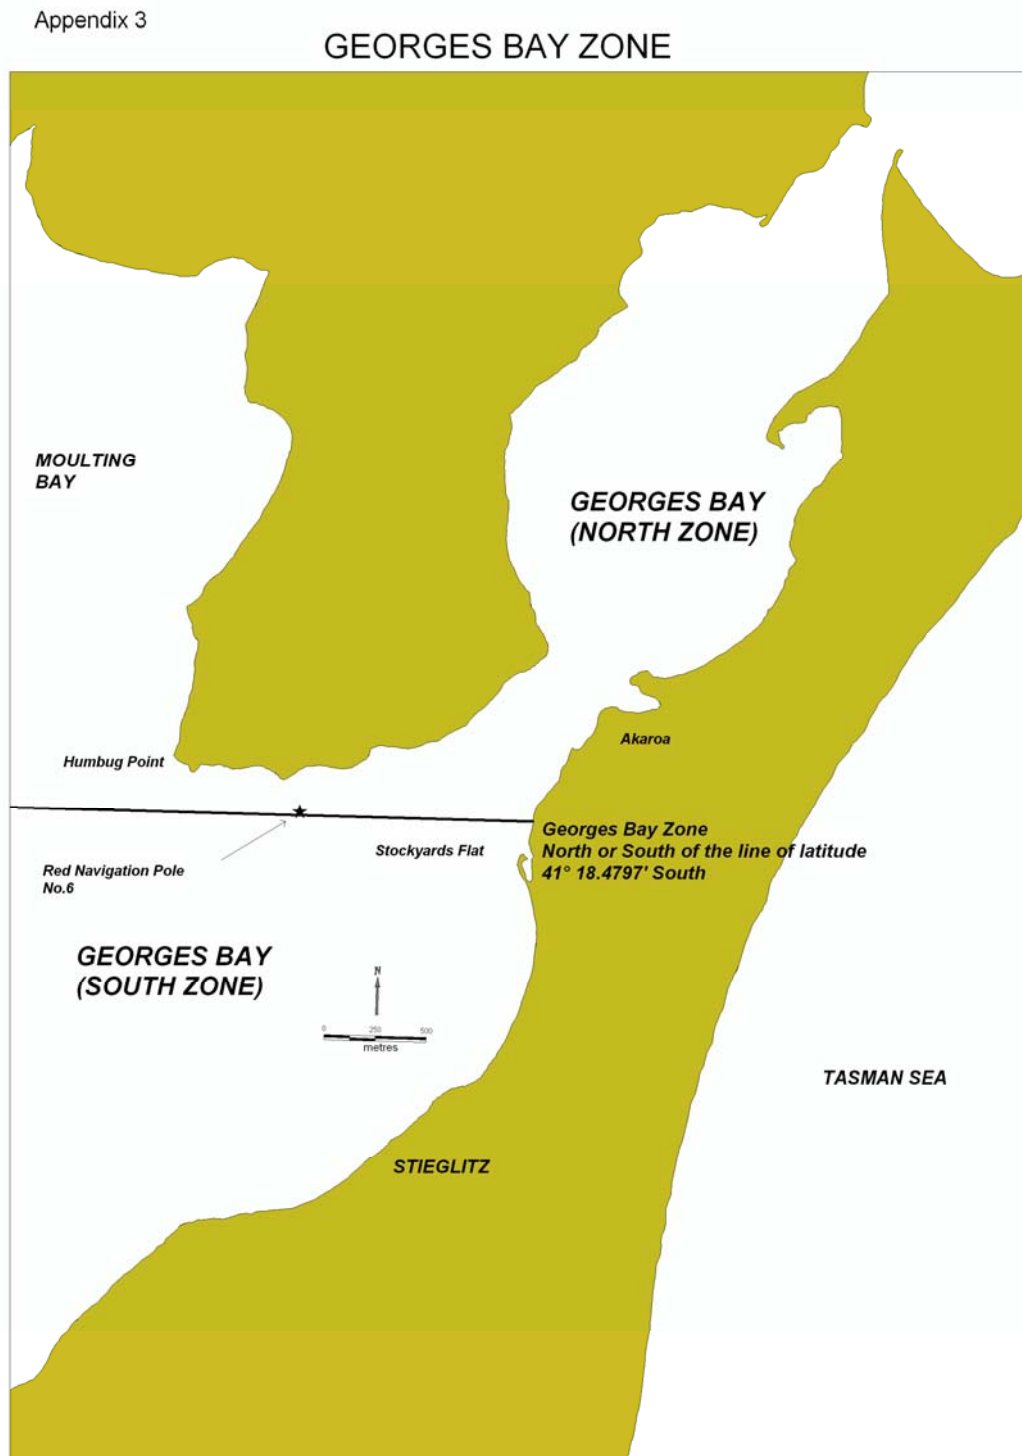 Appendix 3
GEORGES BAY ZONE
MOULTING
BAY
GEORGES BAY
(NORTH ZONE)
Akaroa
Humbug Point
Georges Bay Zone
North or South of the line of latitude
41° 18.4797' South
Stockyards Flat
Red Navigation Pole
No.6
GEORGES BAY
(SOUTH ZONE)
N
0 250 500
metres
TASMAN SEA
STIEGLITZ